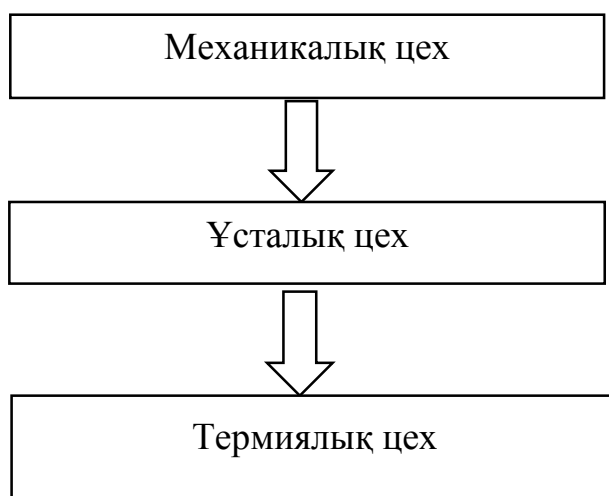 Механикалық цех
Ұсталық цех
Термиялық цех